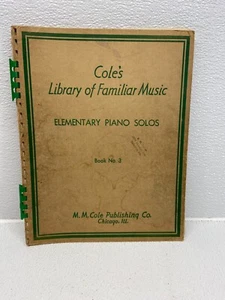 Cole's
Library of Familiar Music
ELEMENTARY PIANO SOLOS
Book No. 3
M. M. Cole Publishing Co.
Chicago, Ill.